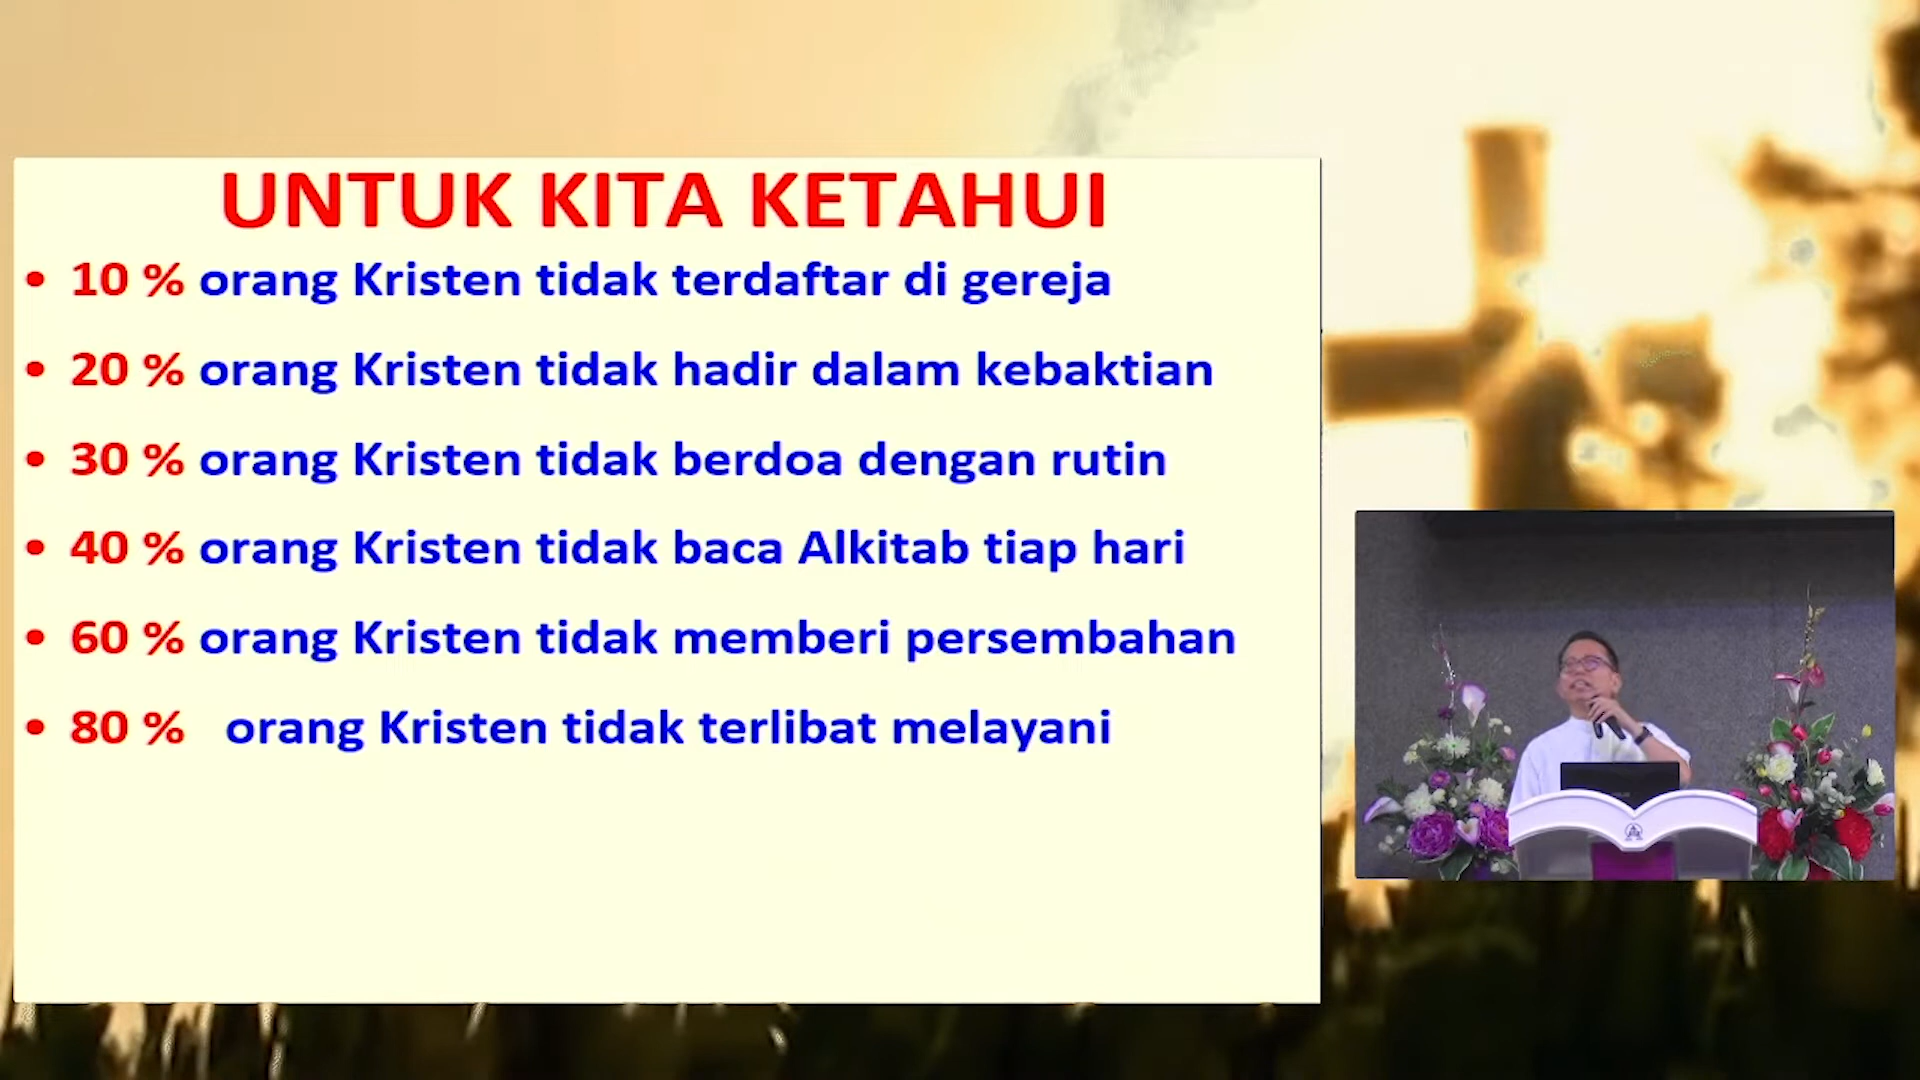 UNTUK KITA KETAHUI
• 10 % orang Kristen tidak terdaftar di gereja
• 20 % orang Kristen tidak hadir dalam kebaktian
• 30 % orang Kristen tidak berdoa dengan rutin
• 40 % orang Kristen tidak baca Alkitab tiap hari
• 60 % orang Kristen tidak memberi persembahan
• 80 % orang Kristen tidak terlibat melayani